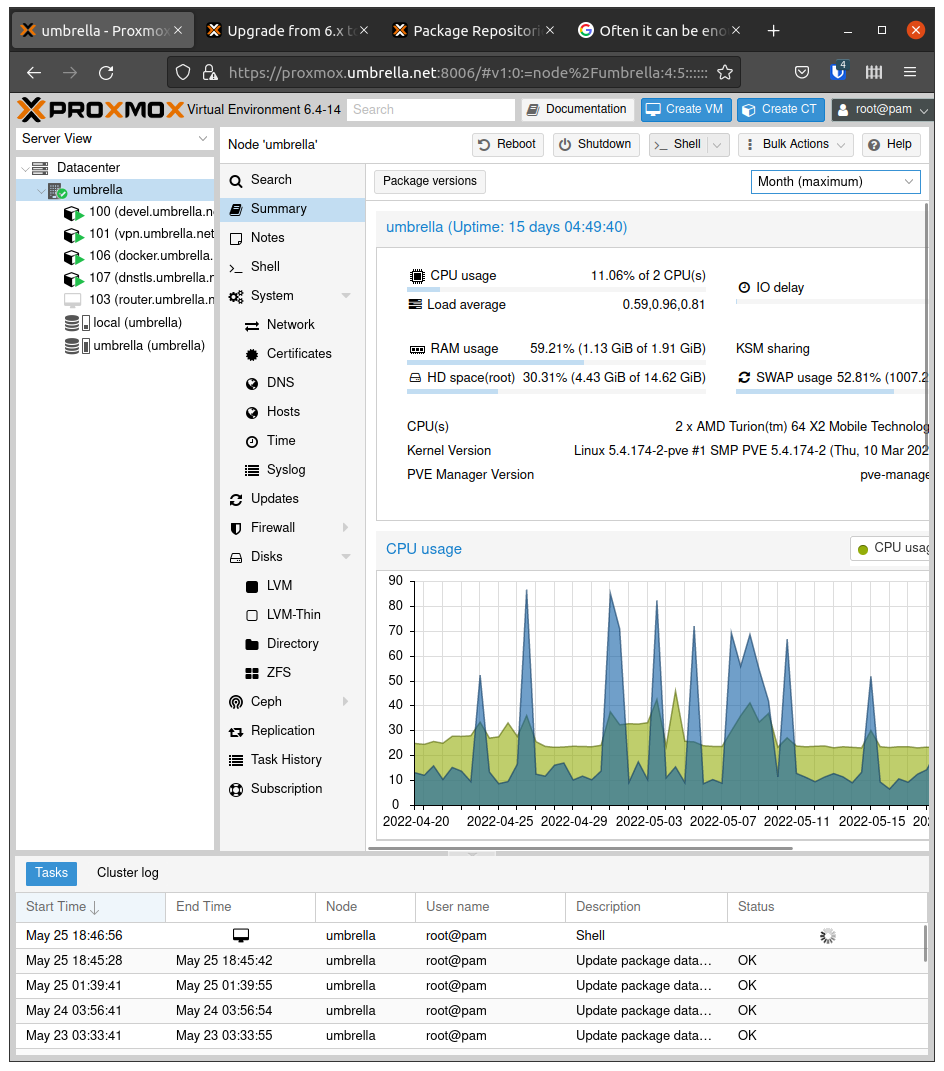 umbrella - Proxmox
Upgrade from 6.x to
Package Repositori
Often it can be eno
https://proxmox.umbrella.net:8006/#v1:0:=node%2Fumbrella:4:5::::::
4
PROXMOX Virtual Environment 6.4-14
Search
Documentation
Create VM
Create CT
root@pam
Server View
Node 'umbrella'
Reboot
Shutdown
Shell
Bulk Actions
Help
Datacenter
umbrella
100 (devel.umbrella.n
101 (vpn.umbrella.net
106 (docker.umbrella.
107 (dnstls.umbrella.r
103 (router.umbrella.n
local (umbrella)
umbrella (umbrella)
Search
Summary
Notes
Shell
System
Network
Certificates
DNS
Hosts
Time
Syslog
Updates
Firewall
Disks
LVM
LVM-Thin
Directory
ZFS
Ceph
Replication
Task History
Subscription
Package versions
Month (maximum)
umbrella (Uptime: 15 days 04:49:40)
CPU usage 11.06% of 2 CPU(s)
IO delay
Load average 0.59,0.96,0.81
RAM usage 59.21% (1.13 GiB of 1.91 GiB)
KSM sharing
HD space(root) 30.31% (4.43 GiB of 14.62 GiB)
SWAP usage 52.81% (1007.2
CPU(s) 2 x AMD Turion(tm) 64 X2 Mobile Technolog
Kernel Version Linux 5.4.174-2-pve #1 SMP PVE 5.4.174-2 (Thu, 10 Mar 202
PVE Manager Version pve-manage
CPU usage
CPU usag
90
80
70
60
50
40
30
20
10
0
2022-04-20 2022-04-25 2022-04-29 2022-05-03 2022-05-07 2022-05-11 2022-05-15 202
Tasks Cluster log
Start Time End Time Node User name Description Status
May 25 18:46:56 umbrella root@pam Shell
May 25 18:45:28 May 25 18:45:42 umbrella root@pam Update package data... OK
May 25 01:39:41 May 25 01:39:55 umbrella root@pam Update package data... OK
May 24 03:56:41 May 24 03:56:54 umbrella root@pam Update package data... OK
May 23 03:33:41 May 23 03:33:55 umbrella root@pam Update package data... OK